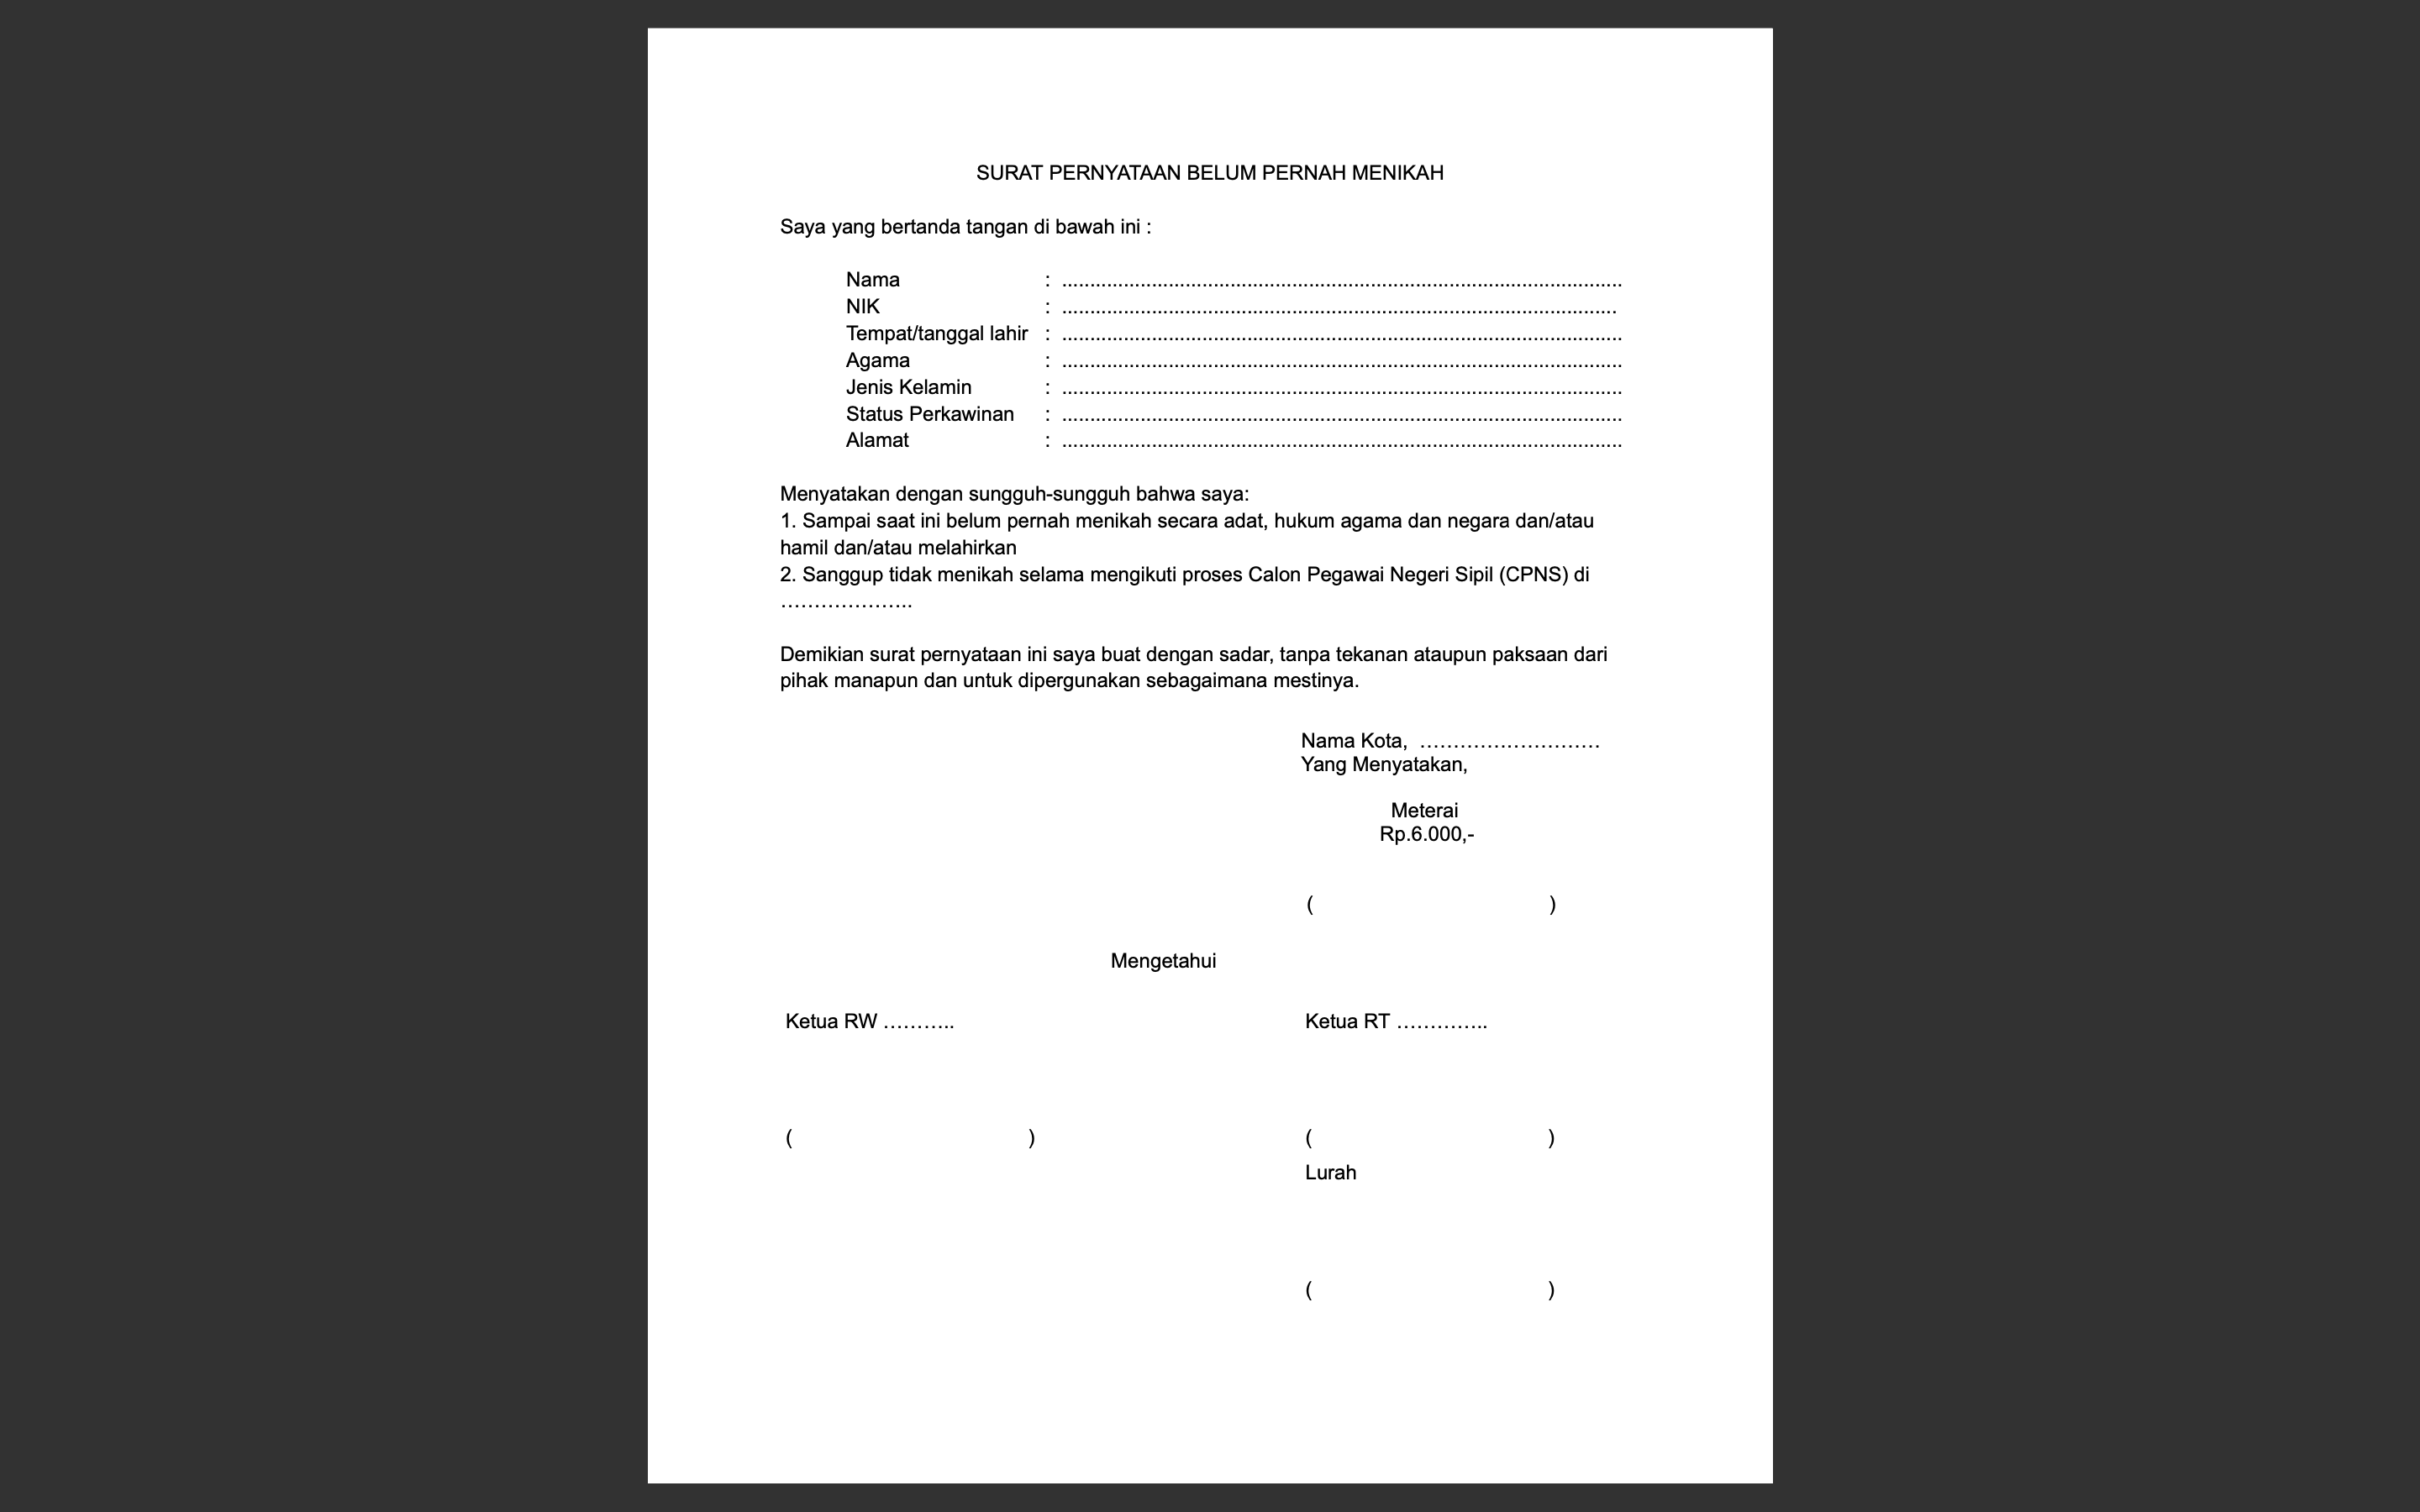 SURAT PERNYATAAN BELUM PERNAH MENIKAH
Saya yang bertanda tangan di bawah ini :
Nama : ....................................................................................................
NIK : ...................................................................................................
Tempat/tanggal lahir : ....................................................................................................
Agama : ....................................................................................................
Jenis Kelamin : ....................................................................................................
Status Perkawinan : ....................................................................................................
Alamat : ....................................................................................................
Menyatakan dengan sungguh-sungguh bahwa saya:
1. Sampai saat ini belum pernah menikah secara adat, hukum agama dan negara dan/atau
hamil dan/atau melahirkan
2. Sanggup tidak menikah selama mengikuti proses Calon Pegawai Negeri Sipil (CPNS) di
………………..
Demikian surat pernyataan ini saya buat dengan sadar, tanpa tekanan ataupun paksaan dari
pihak manapun dan untuk dipergunakan sebagaimana mestinya.
Nama Kota, ………………………
Yang Menyatakan,
Meterai
Rp.6.000,-
( )
Mengetahui
Ketua RW ……….. Ketua RT …………..
( ) ( )
Lurah
( )